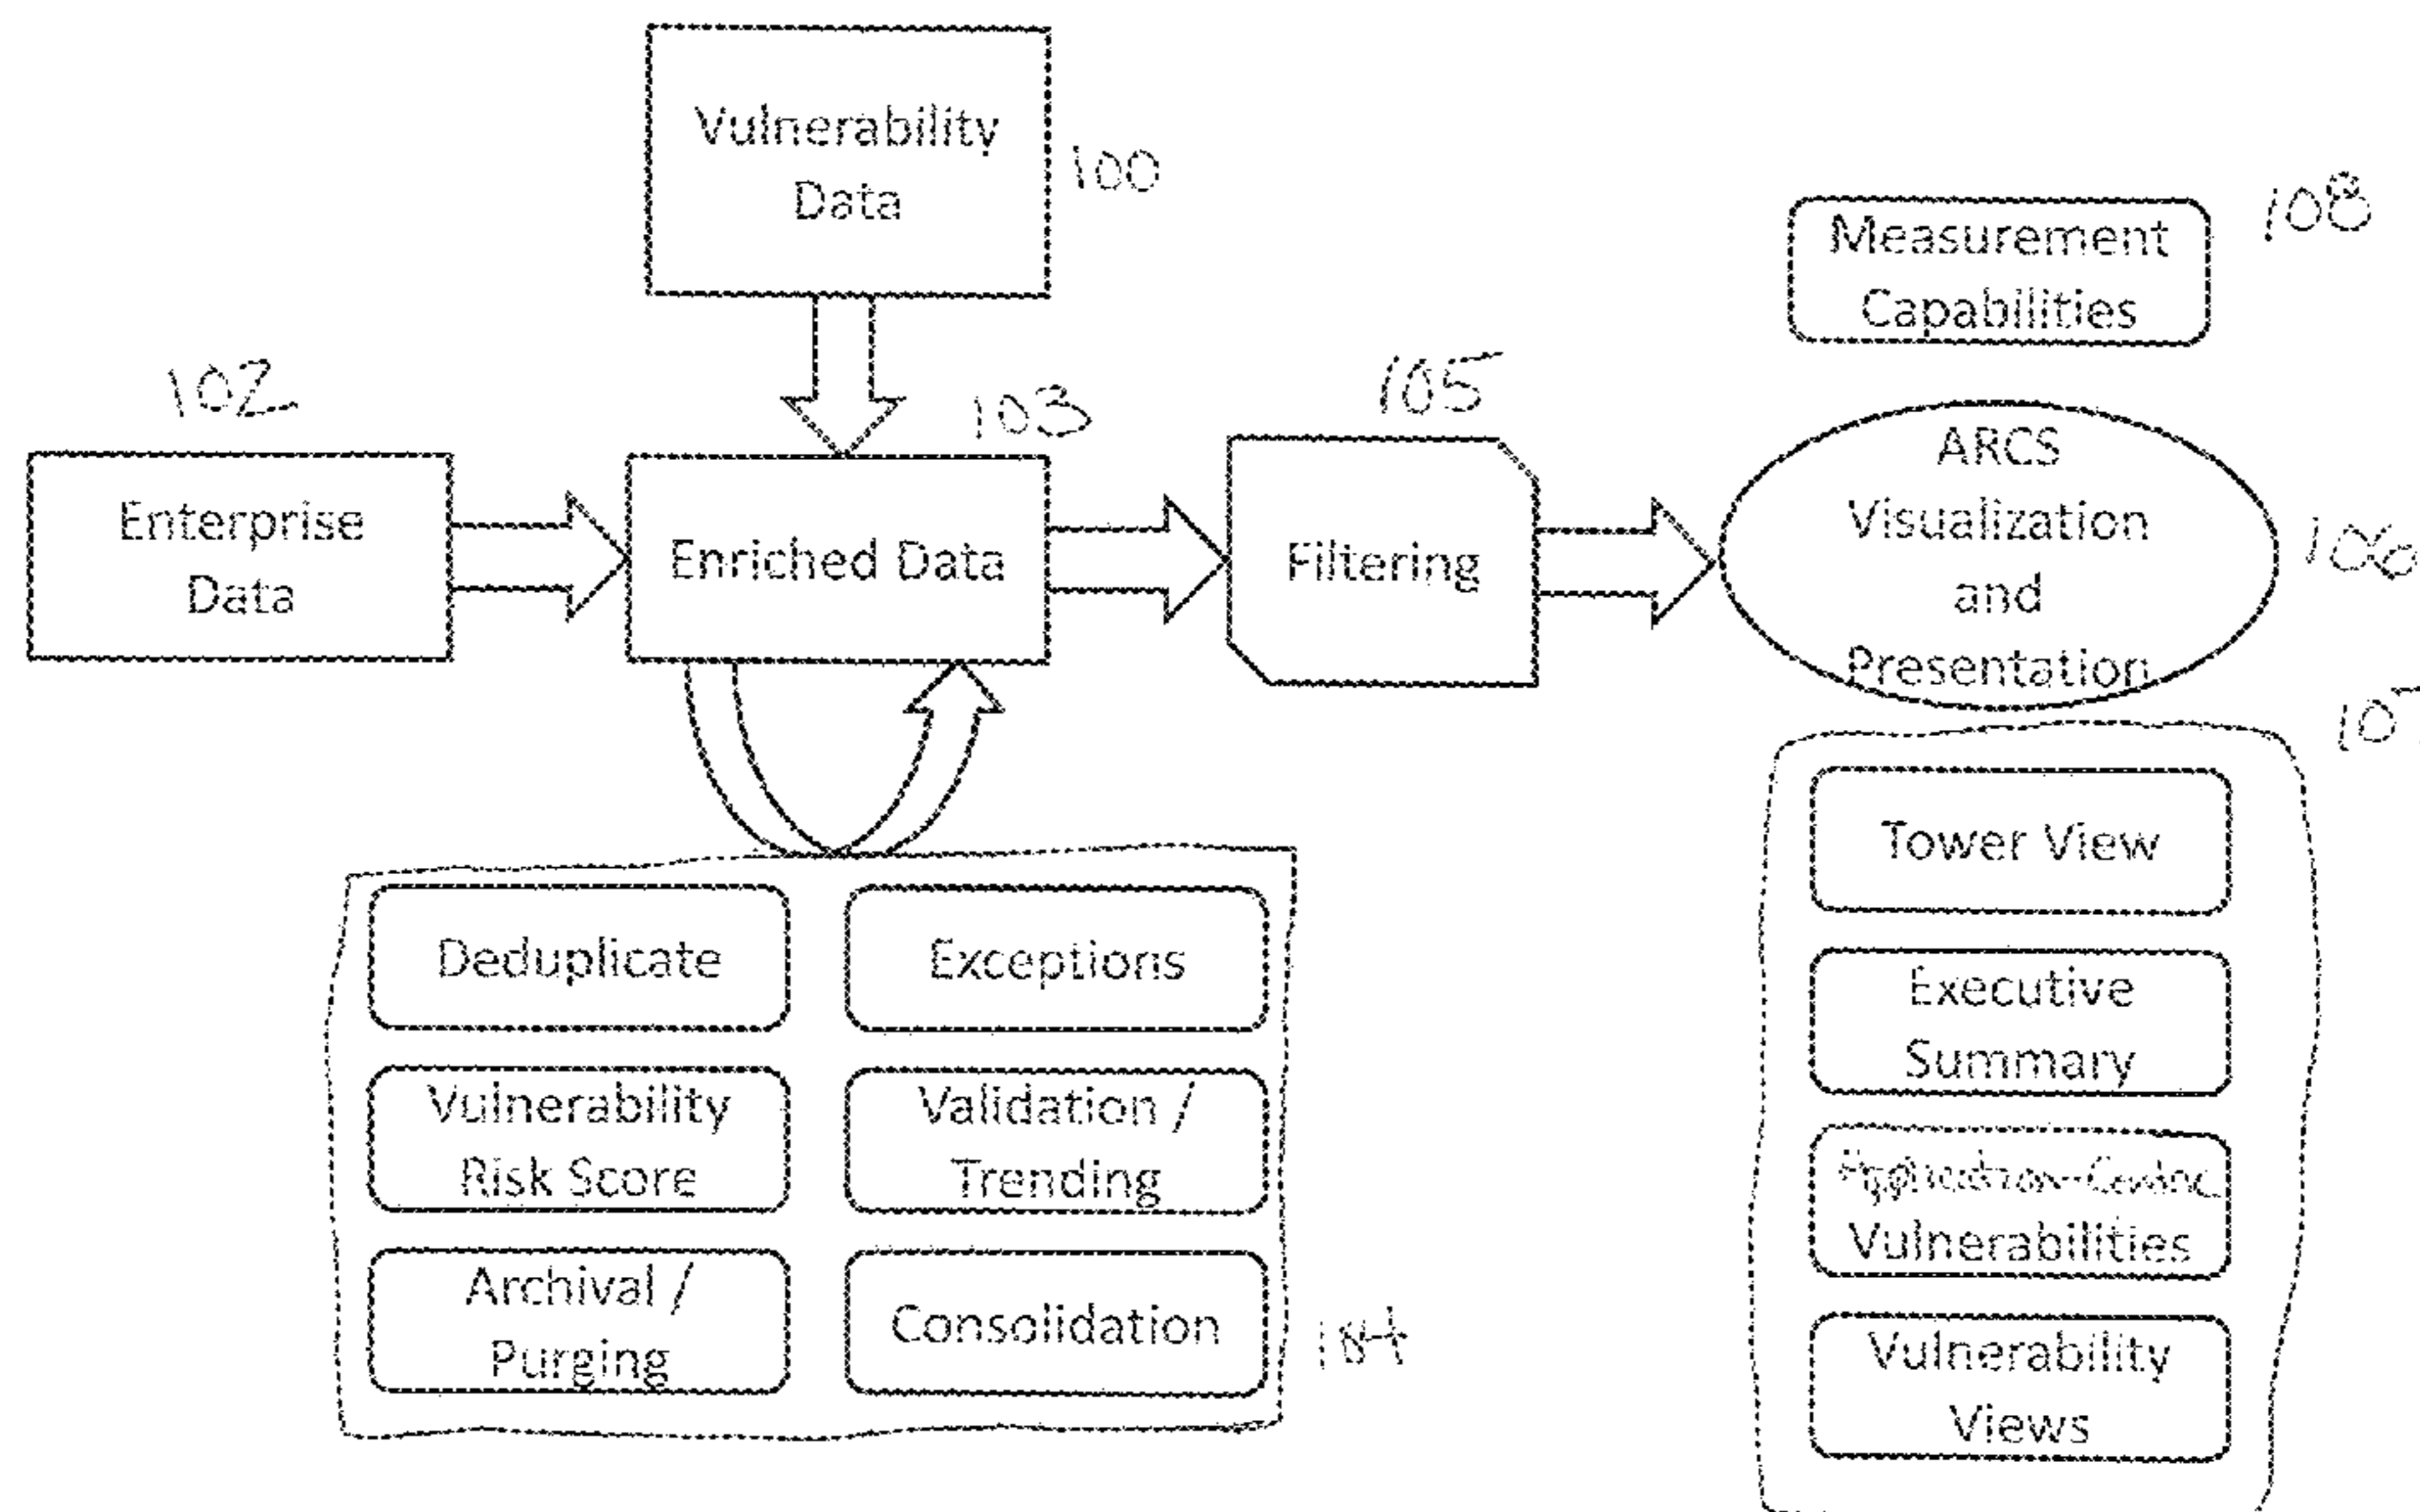 Vulnerability
Data
100
Measurement
Capabilities
108
102
Enterprise
Data
103
Enriched Data
105
Filtering
ARCS
Visualization
and
Presentation
106
Tower View
Executive
Summary
Vulnerabilities
Vulnerability
Views
Deduplicate
Exceptions
Vulnerability
Risk Score
Validation /
Trending
Archival /
Purging
Consolidation
104